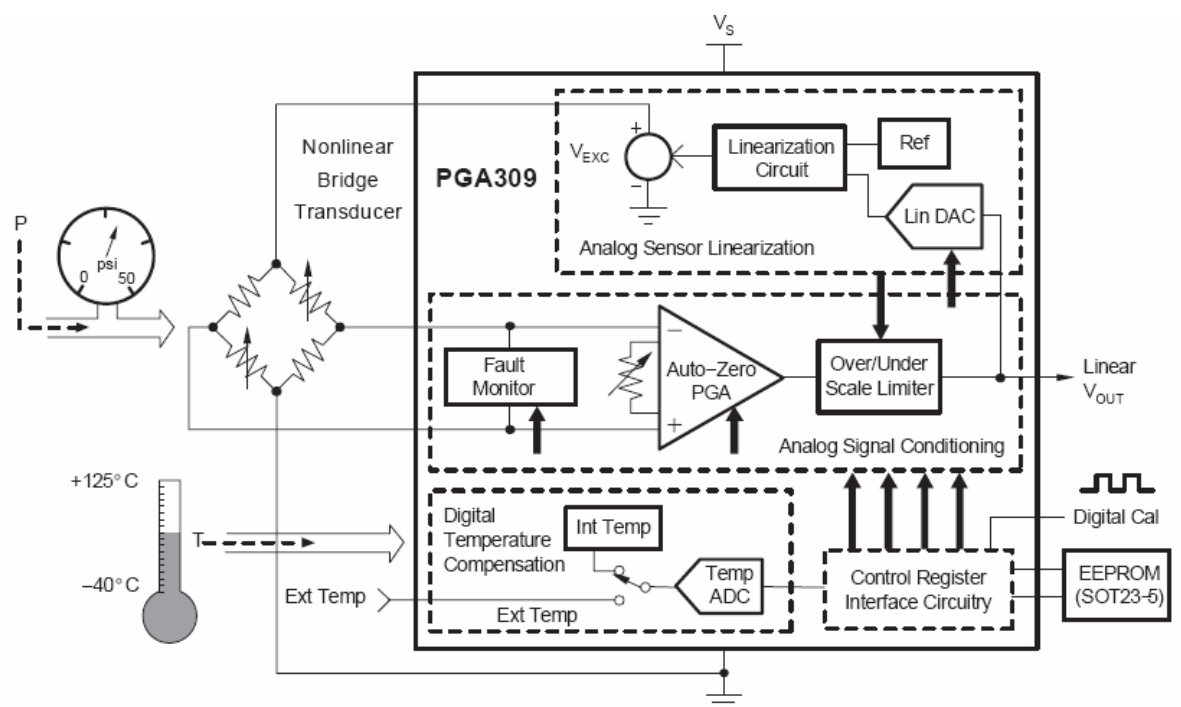 V_S
Nonlinear
Bridge
Transducer
PGA309
V_EXC
+
−
Linearization
Circuit
Ref
Lin DAC
Analog Sensor Linearization
P
psi
0
50
Fault
Monitor
−
Auto−Zero
PGA
+
Over/Under
Scale Limiter
Linear
V_OUT
Analog Signal Conditioning
+125°C
T
−40°C
Digital
Temperature
Compensation
Int Temp
Ext Temp
Ext Temp
Temp
ADC
Control Register
Interface Circuitry
Digital Cal
EEPROM
(SOT23−5)